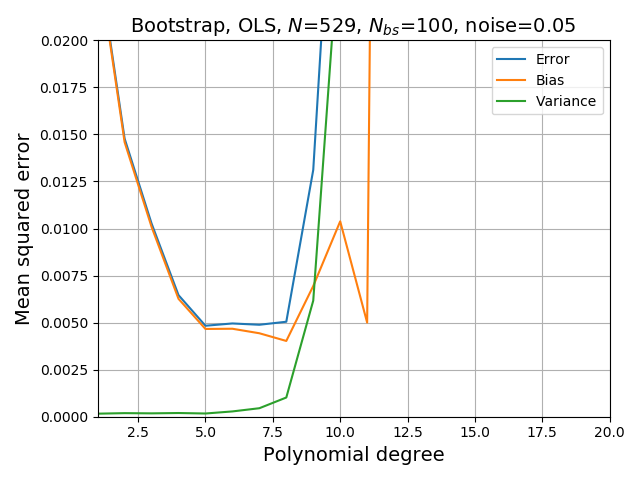 Bootstrap, OLS, N=529, N_bs=100, noise=0.05
0.0200
0.0175
0.0150
0.0125
0.0100
0.0075
0.0050
0.0025
0.0000
Mean squared error
Error
Bias
Variance
2.5 5.0 7.5 10.0 12.5 15.0 17.5 20.0
Polynomial degree